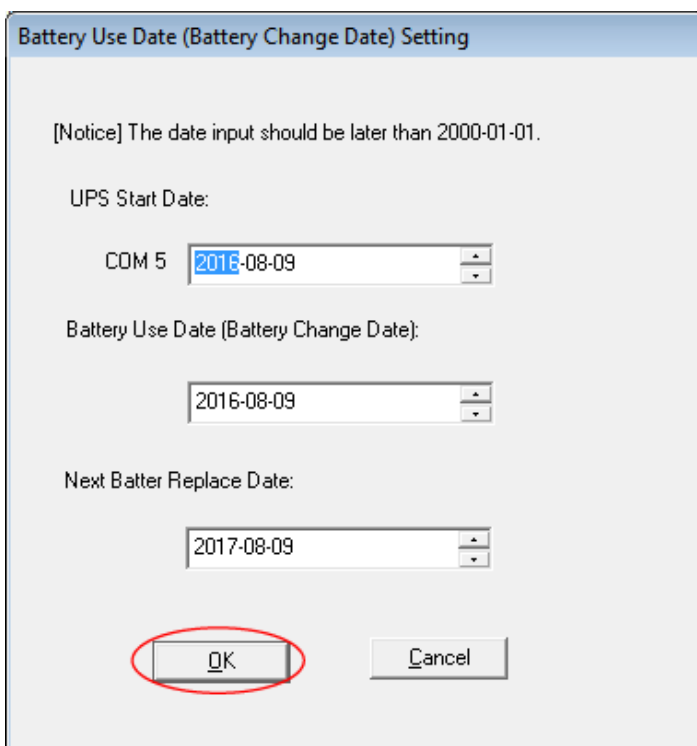 Battery Use Date (Battery Change Date) Setting
[Notice] The date input should be later than 2000-01-01.
UPS Start Date:
COM 5 2016-08-09
Battery Use Date (Battery Change Date):
2016-08-09
Next Batter Replace Date:
2017-08-09
OK Cancel